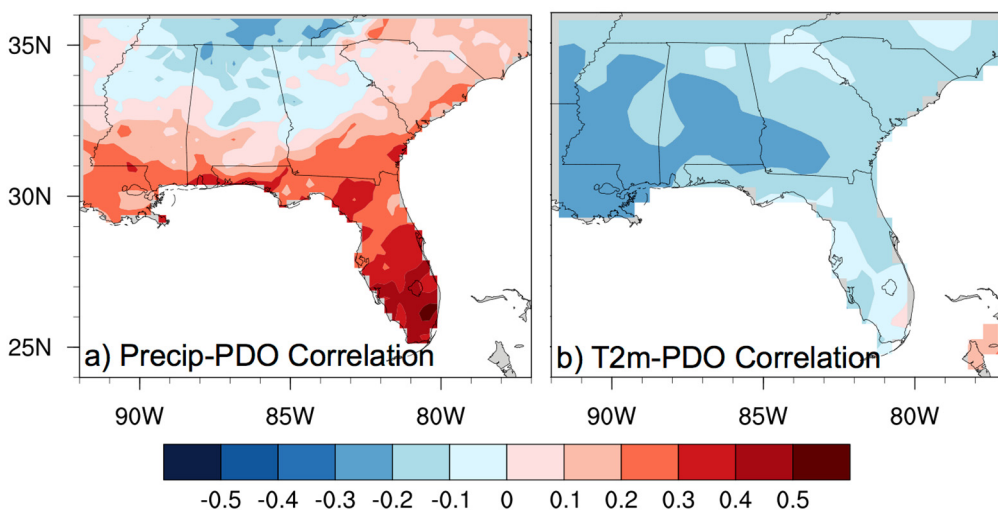 35N
30N
25N
a) Precip-PDO Correlation
b) T2m-PDO Correlation
90W 85W 80W 90W 85W 80W
-0.5 -0.4 -0.3 -0.2 -0.1 0 0.1 0.2 0.3 0.4 0.5